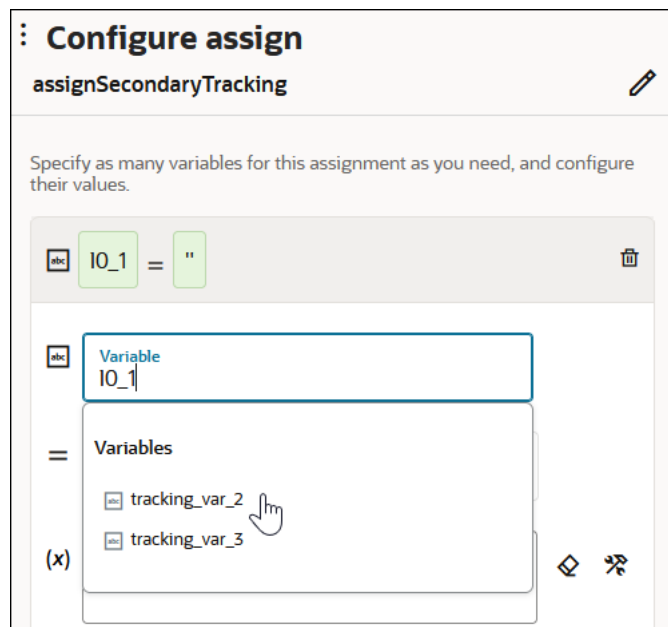 Configure assign
assignSecondaryTracking
Specify as many variables for this assignment as you need, and configure
their values.
abc I0_1 = "
abc Variable
I0_1
=
Variables
abc tracking_var_2
abc tracking_var_3
(x)